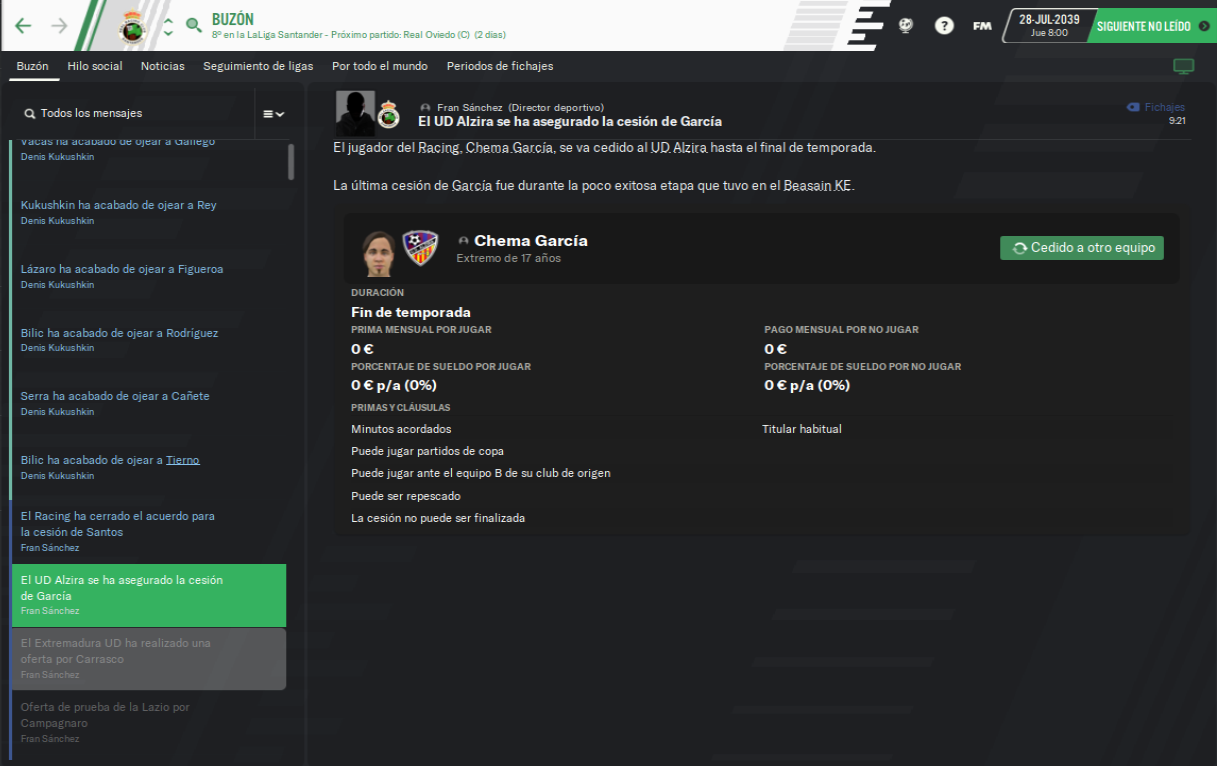 BUZÓN
8º en la LaLiga Santander - Próximo partido: Real Oviedo (C) (2 días)
?
FM
28-JUL-2039
Jue 8:00
SIGUIENTE NO LEÍDO
Buzón
Hilo social
Noticias
Seguimiento de ligas
Por todo el mundo
Periodos de fichajes
Todos los mensajes
Vacas ha acabado de ojear a Gallego
Denis Kukushkin
Kukushkin ha acabado de ojear a Rey
Denis Kukushkin
Lázaro ha acabado de ojear a Figueroa
Denis Kukushkin
Bilic ha acabado de ojear a Rodríguez
Denis Kukushkin
Serra ha acabado de ojear a Cañete
Denis Kukushkin
Bilic ha acabado de ojear a Tierno
Denis Kukushkin
El Racing ha cerrado el acuerdo para
la cesión de Santos
Fran Sánchez
El UD Alzira se ha asegurado la cesión
de García
Fran Sánchez
El Extremadura UD ha realizado una
oferta por Carrasco
Fran Sánchez
Oferta de prueba de la Lazio por
Campagnaro
Fran Sánchez
Fran Sánchez (Director deportivo)
El UD Alzira se ha asegurado la cesión de García
Fichajes
9:21
El jugador del Racing, Chema García, se va cedido al UD Alzira hasta el final de temporada.
La última cesión de García fue durante la poco exitosa etapa que tuvo en el Beasain KE.
Chema García
Extremo de 17 años
Cedido a otro equipo
DURACIÓN
Fin de temporada
PRIMA MENSUAL POR JUGAR
PAGO MENSUAL POR NO JUGAR
0 €
0 €
PORCENTAJE DE SUELDO POR JUGAR
PORCENTAJE DE SUELDO POR NO JUGAR
0 € p/a (0%)
0 € p/a (0%)
PRIMAS Y CLÁUSULAS
Minutos acordados
Titular habitual
Puede jugar partidos de copa
Puede jugar ante el equipo B de su club de origen
Puede ser repescado
La cesión no puede ser finalizada